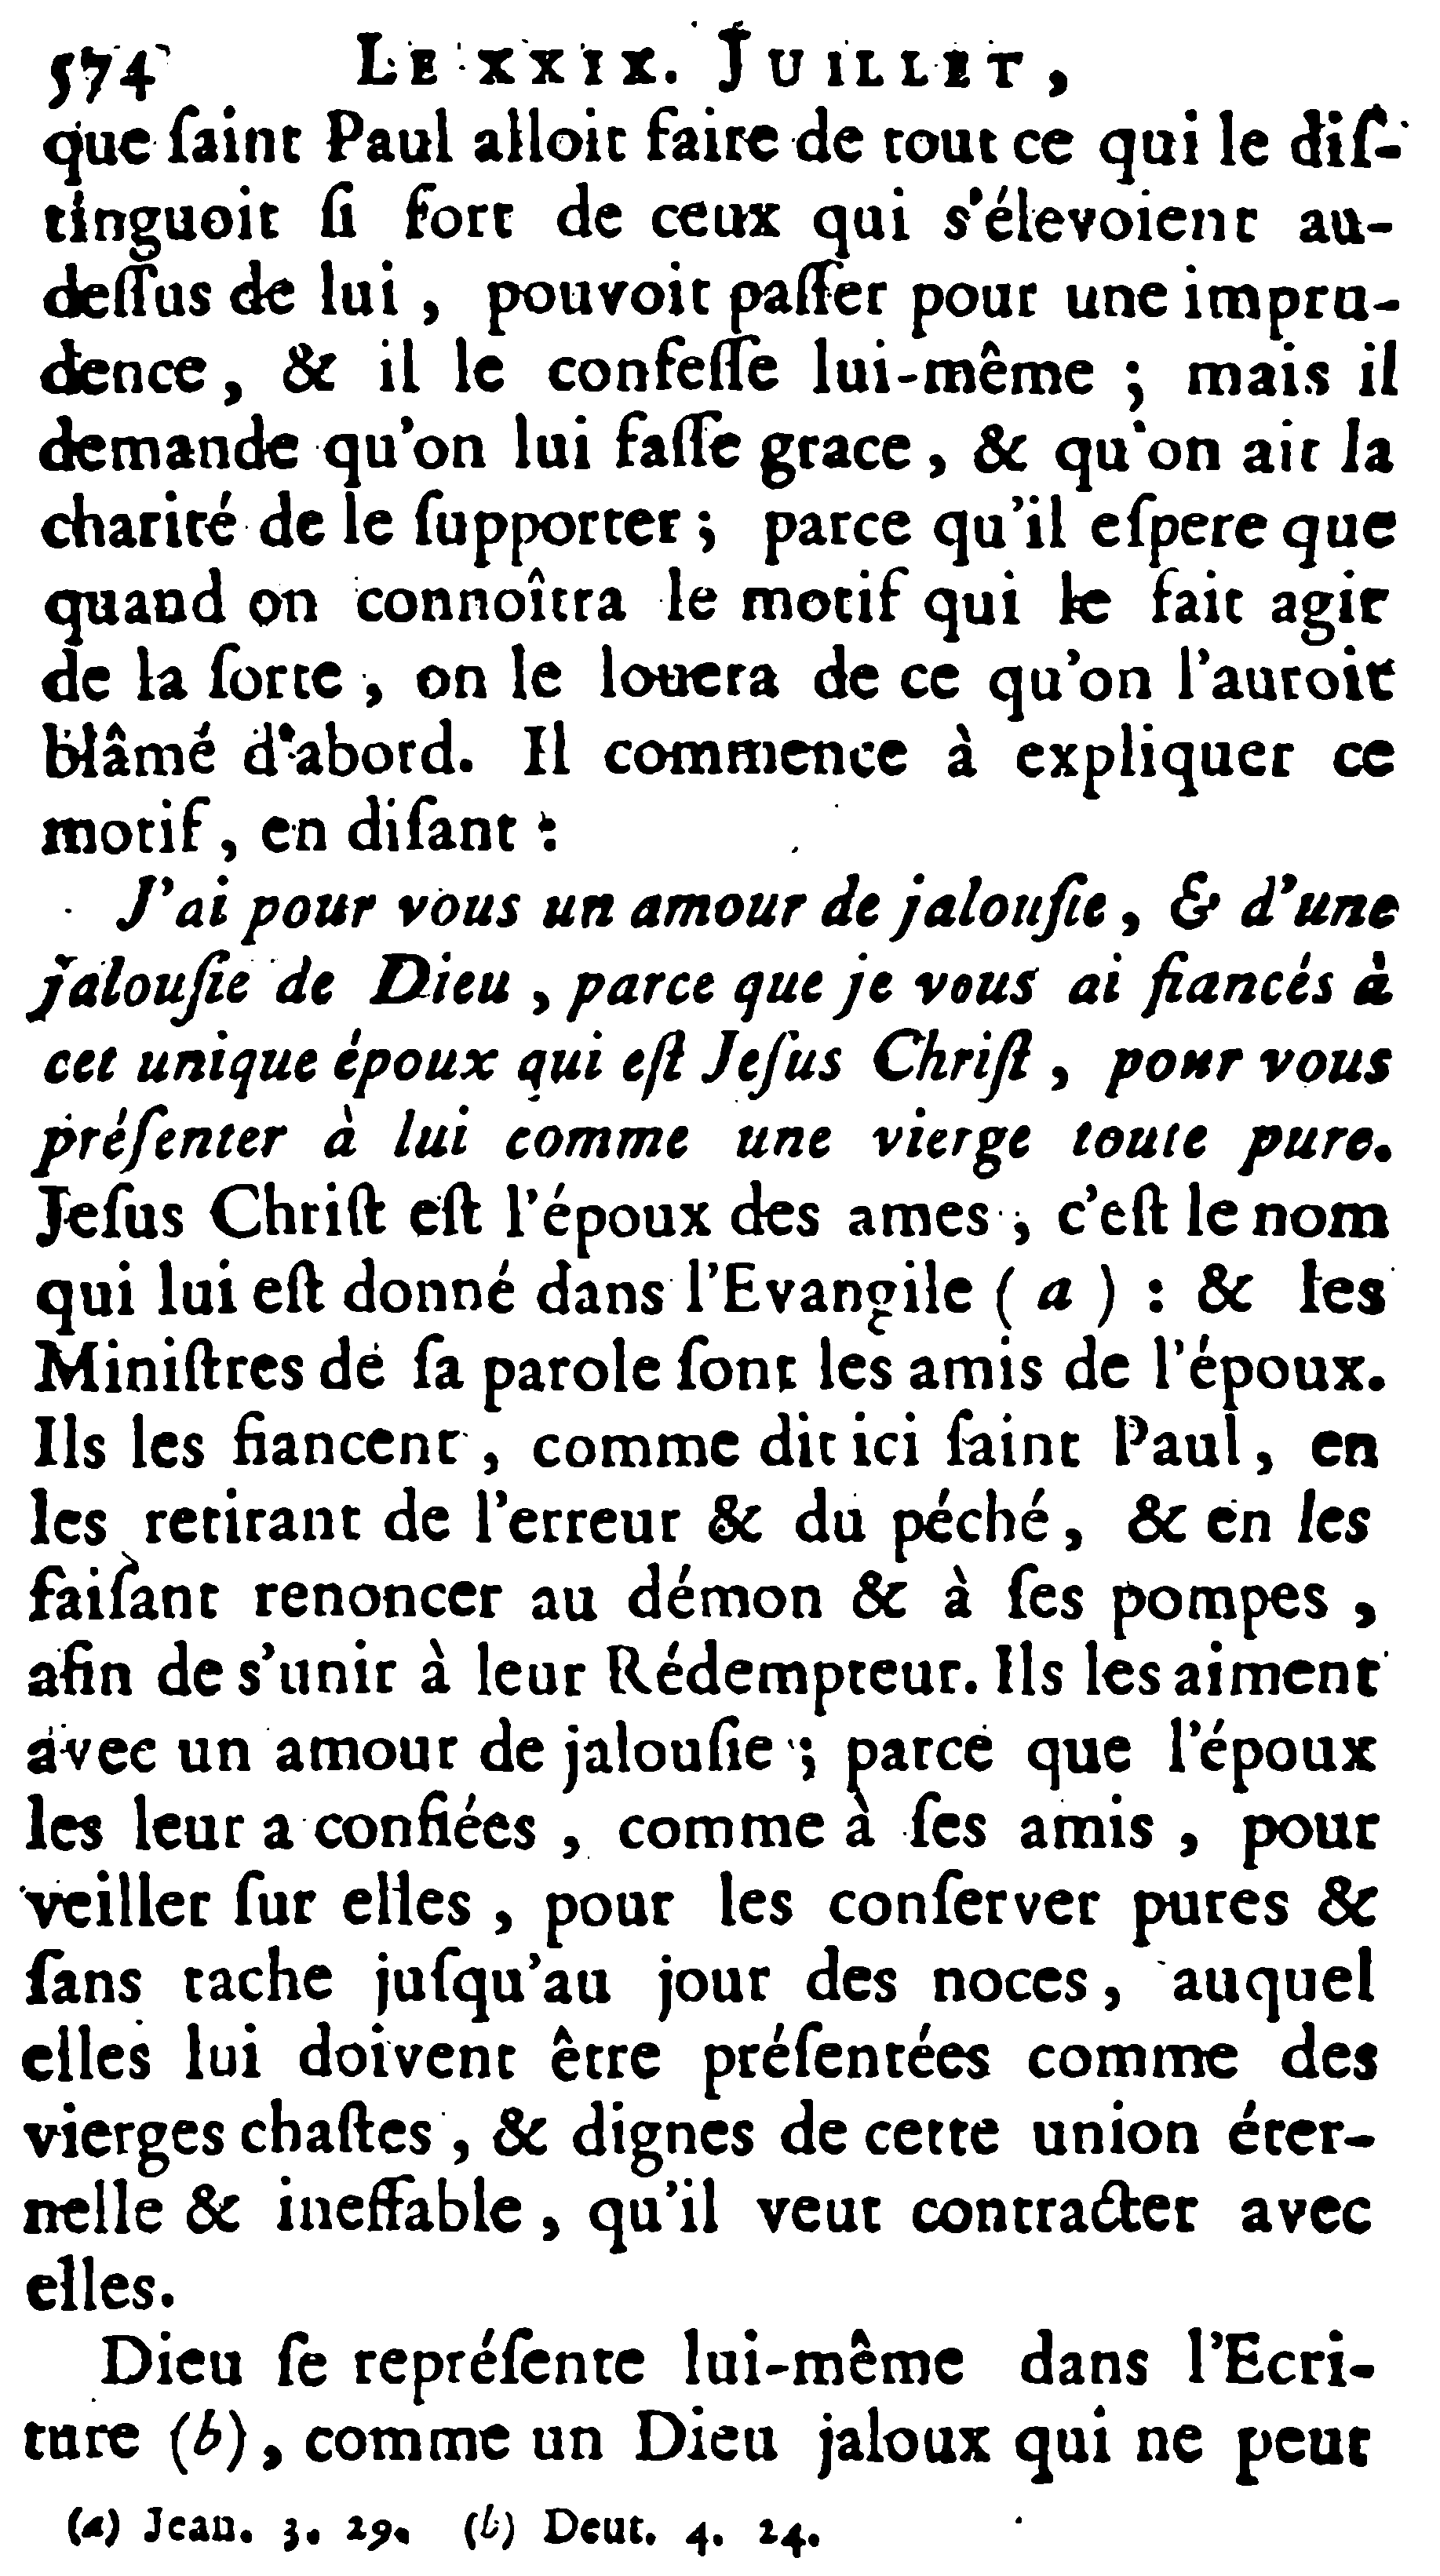 574 LE XXIX. JUILLET,
que ſaint Paul alloit faire de tout ce qui le diſ-
tinguoit ſi fort de ceux qui s'élevoient au-
deſſus de lui, pouvoit paſſer pour une impru-
dence, & il le confeſſe lui-même ; mais il
demande qu'on lui faſſe grace, & qu'on ait la
charité de le ſupporter ; parce qu'il eſpere que
quand on connoîtra le motif qui le fait agir
de la ſorte, on le louera de ce qu'on l'auroit
blâmé d'abord. Il commence à expliquer ce
motif, en diſant :
J'ai pour vous un amour de jalouſie, & d'une
jalouſie de Dieu, parce que je vous ai fiancés à
cet unique époux qui eſt Jeſus Chriſt, pour vous
préſenter à lui comme une vierge toute pure.
Jeſus Chriſt eſt l'époux des ames, c'eſt le nom
qui lui eſt donné dans l'Evangile (a) : & les
Miniſtres de ſa parole ſont les amis de l'époux.
Ils les fiancent, comme dit ici ſaint Paul, en
les retirant de l'erreur & du péché, & en les
faiſant renoncer au démon & à ſes pompes,
afin de s'unir à leur Rédempteur. Ils les aiment
avec un amour de jalouſie ; parce que l'époux
les leur a confiées, comme à ſes amis, pour
veiller ſur elles, pour les conſerver pures &
ſans tache juſqu'au jour des noces, auquel
elles lui doivent être préſentées comme des
vierges chaſtes, & dignes de cette union éter-
nelle & ineffable, qu'il veut contracter avec
elles.
Dieu ſe repréſente lui-même dans l'Ecri-
ture (b), comme un Dieu jaloux qui ne peut
(a) Jean. 3. 29. (b) Deut. 4. 24.